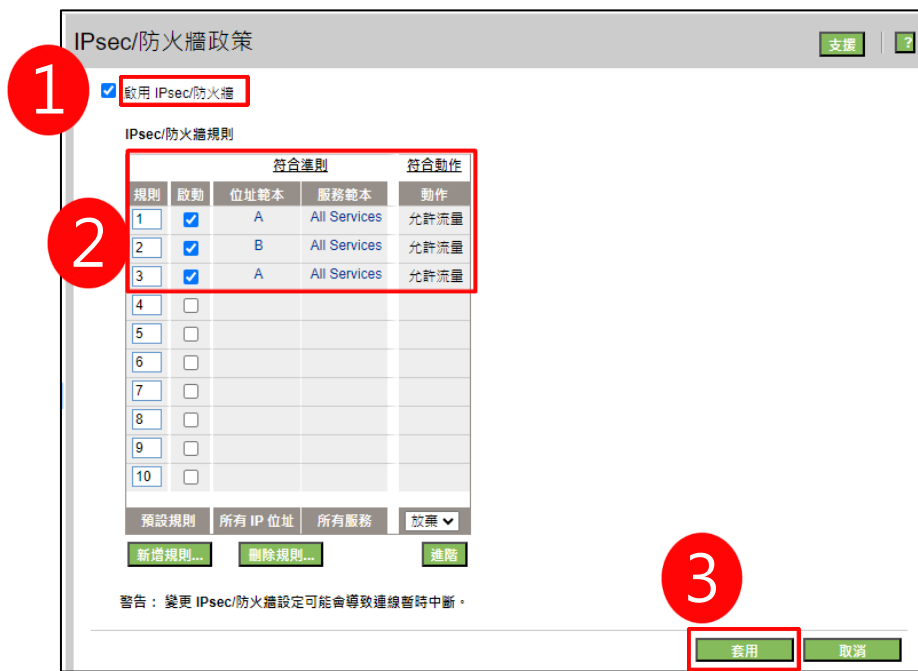 IPsec/防火牆政策
支援
?
1
啟用 IPsec/防火牆
IPsec/防火牆規則
符合準則 符合動作
規則 啟動 位址範本 服務範本 動作
2
1 A All Services 允許流量
2 B All Services 允許流量
3 A All Services 允許流量
4
5
6
7
8
9
10
預設規則 所有 IP 位址 所有服務 放棄
新增規則... 刪除規則... 進階
警告： 變更 IPsec/防火牆設定可能會導致連線暫時中斷。
3
套用 取消